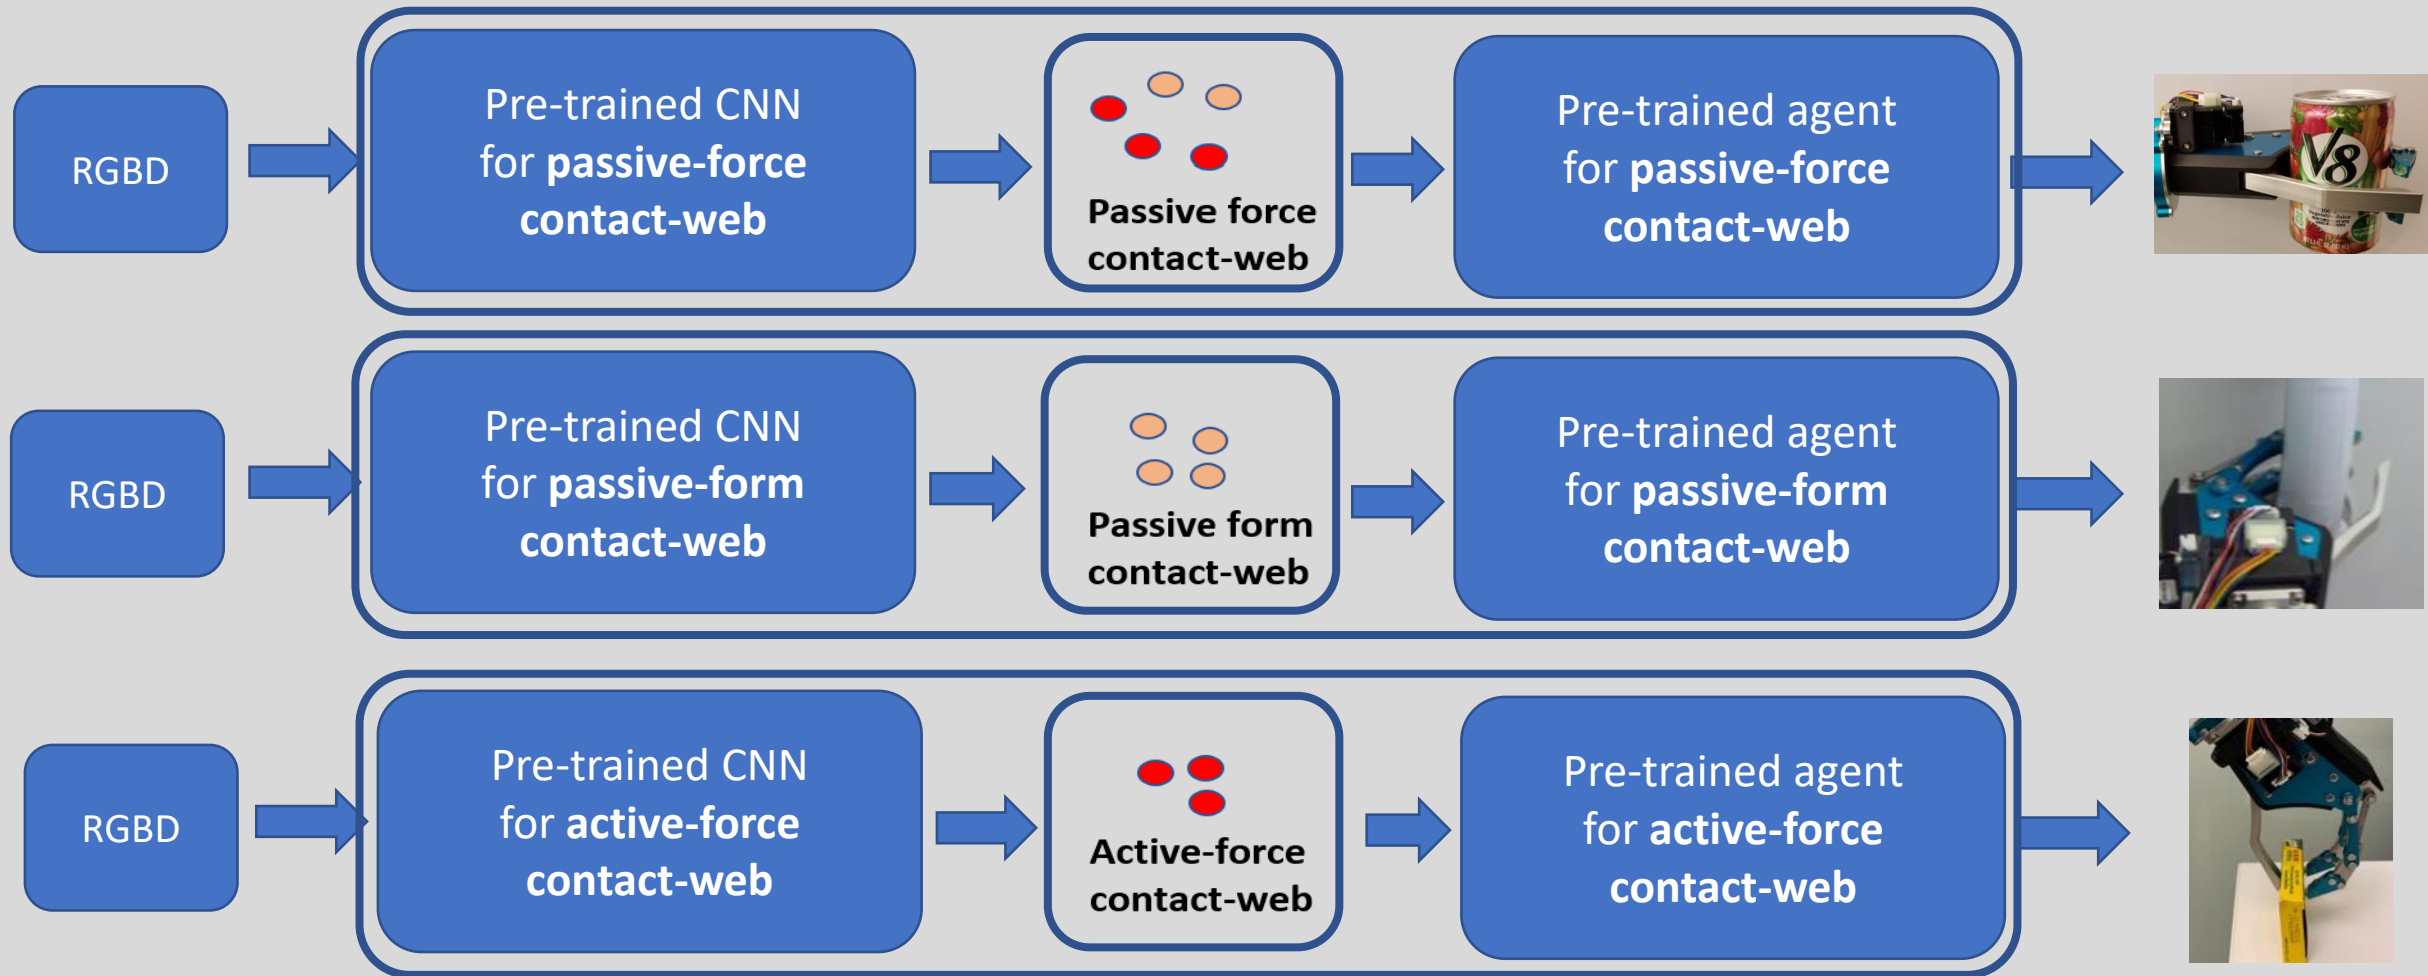 RGBD
Pre-trained CNN
for passive-force
contact-web
Passive force
contact-web
Pre-trained agent
for passive-force
contact-web
V8
RGBD
Pre-trained CNN
for passive-form
contact-web
Passive form
contact-web
Pre-trained agent
for passive-form
contact-web
RGBD
Pre-trained CNN
for active-force
contact-web
Active-force
contact-web
Pre-trained agent
for active-force
contact-web